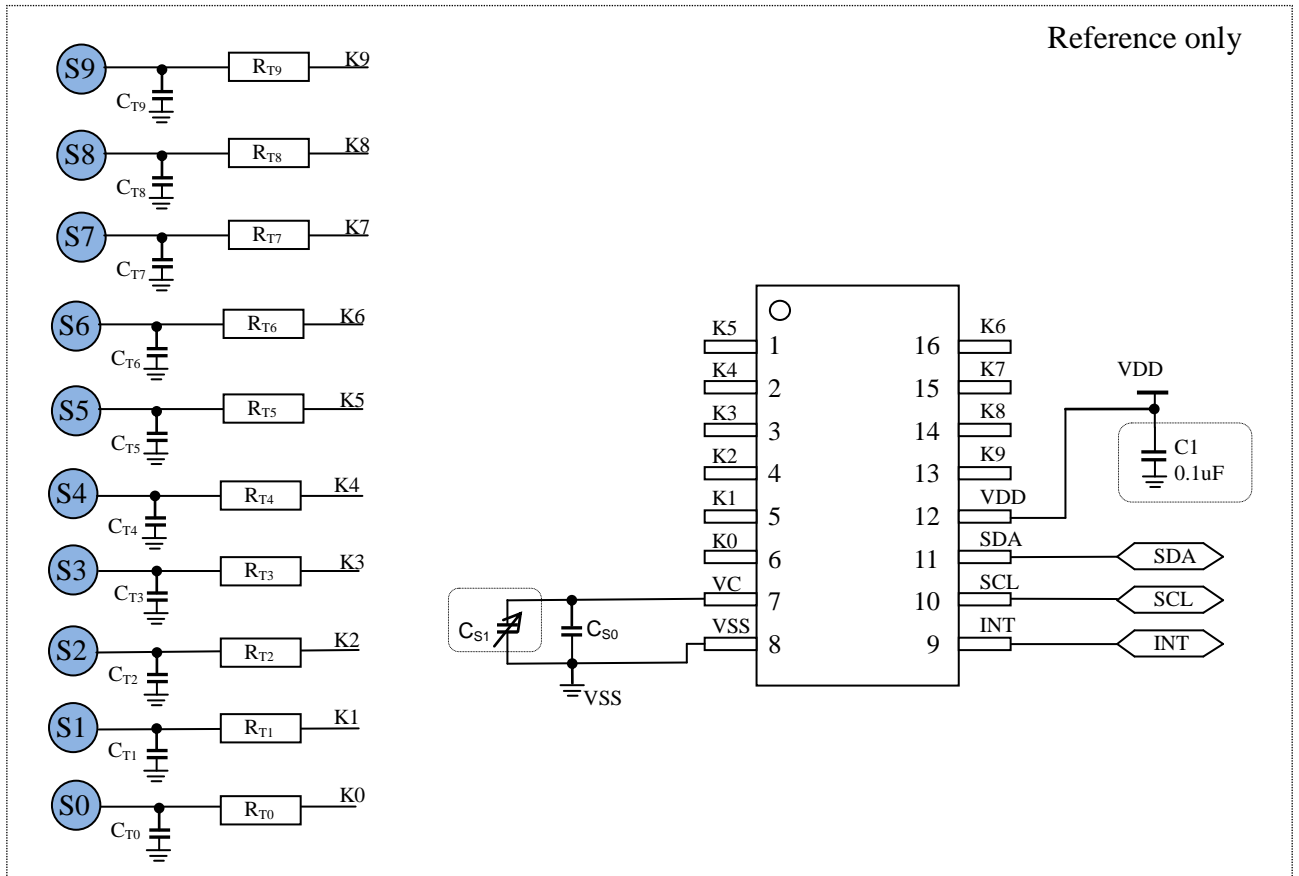 Reference only
S9 CT9 RT9 K9
S8 CT8 RT8 K8
S7 CT7 RT7 K7
S6 CT6 RT6 K6
S5 CT5 RT5 K5
S4 CT4 RT4 K4
S3 CT3 RT3 K3
S2 CT2 RT2 K2
S1 CT1 RT1 K1
S0 CT0 RT0 K0
K5 1 16 K6
K4 2 15 K7
K3 3 14 K8
K2 4 13 K9
K1 5 12 VDD
K0 6 11 SDA SDA
VC 7 10 SCL SCL
VSS 8 9 INT INT
CS1 CS0
VSS
VDD
C1
0.1uF